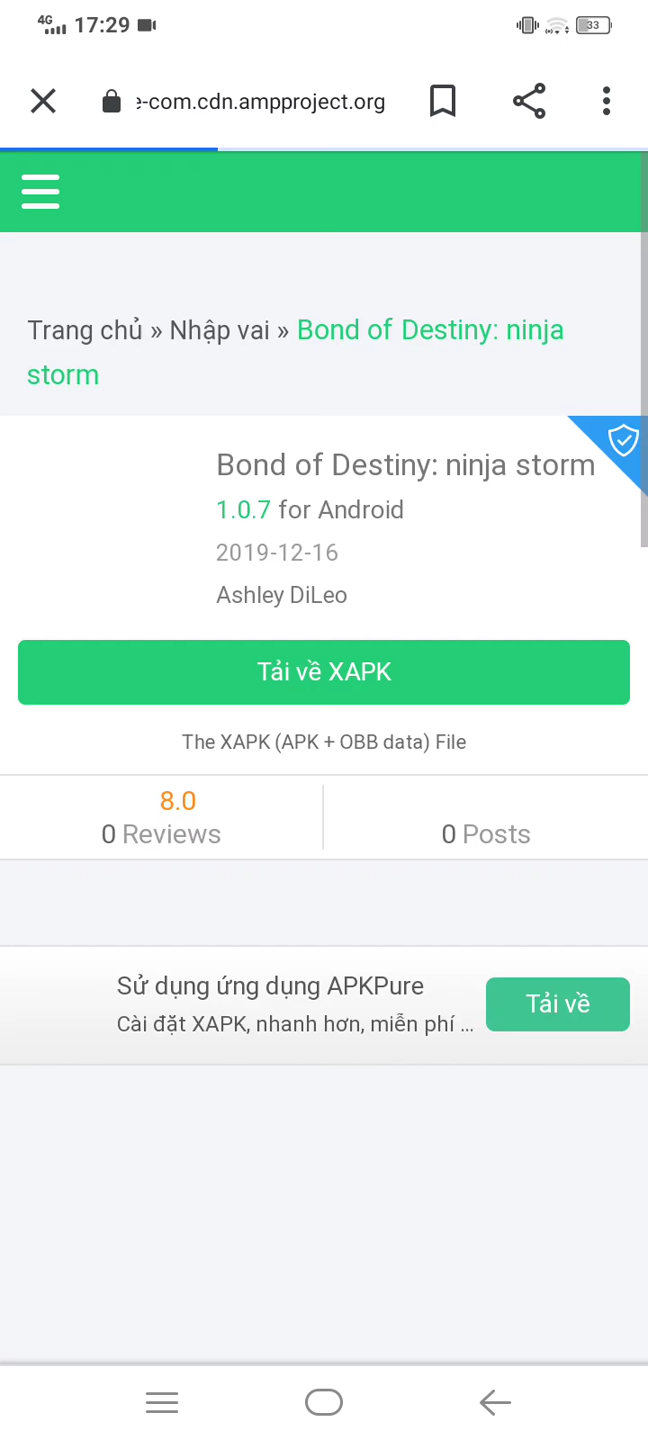 4G 17:29 33
e-com.cdn.ampproject.org
Trang chủ » Nhập vai » Bond of Destiny: ninja
storm
Bond of Destiny: ninja storm
1.0.7 for Android
2019-12-16
Ashley DiLeo
Tải về XAPK
The XAPK (APK + OBB data) File
8.0
0 Reviews
0 Posts
Sử dụng ứng dụng APKPure
Cài đặt XAPK, nhanh hơn, miễn phí ...
Tải về